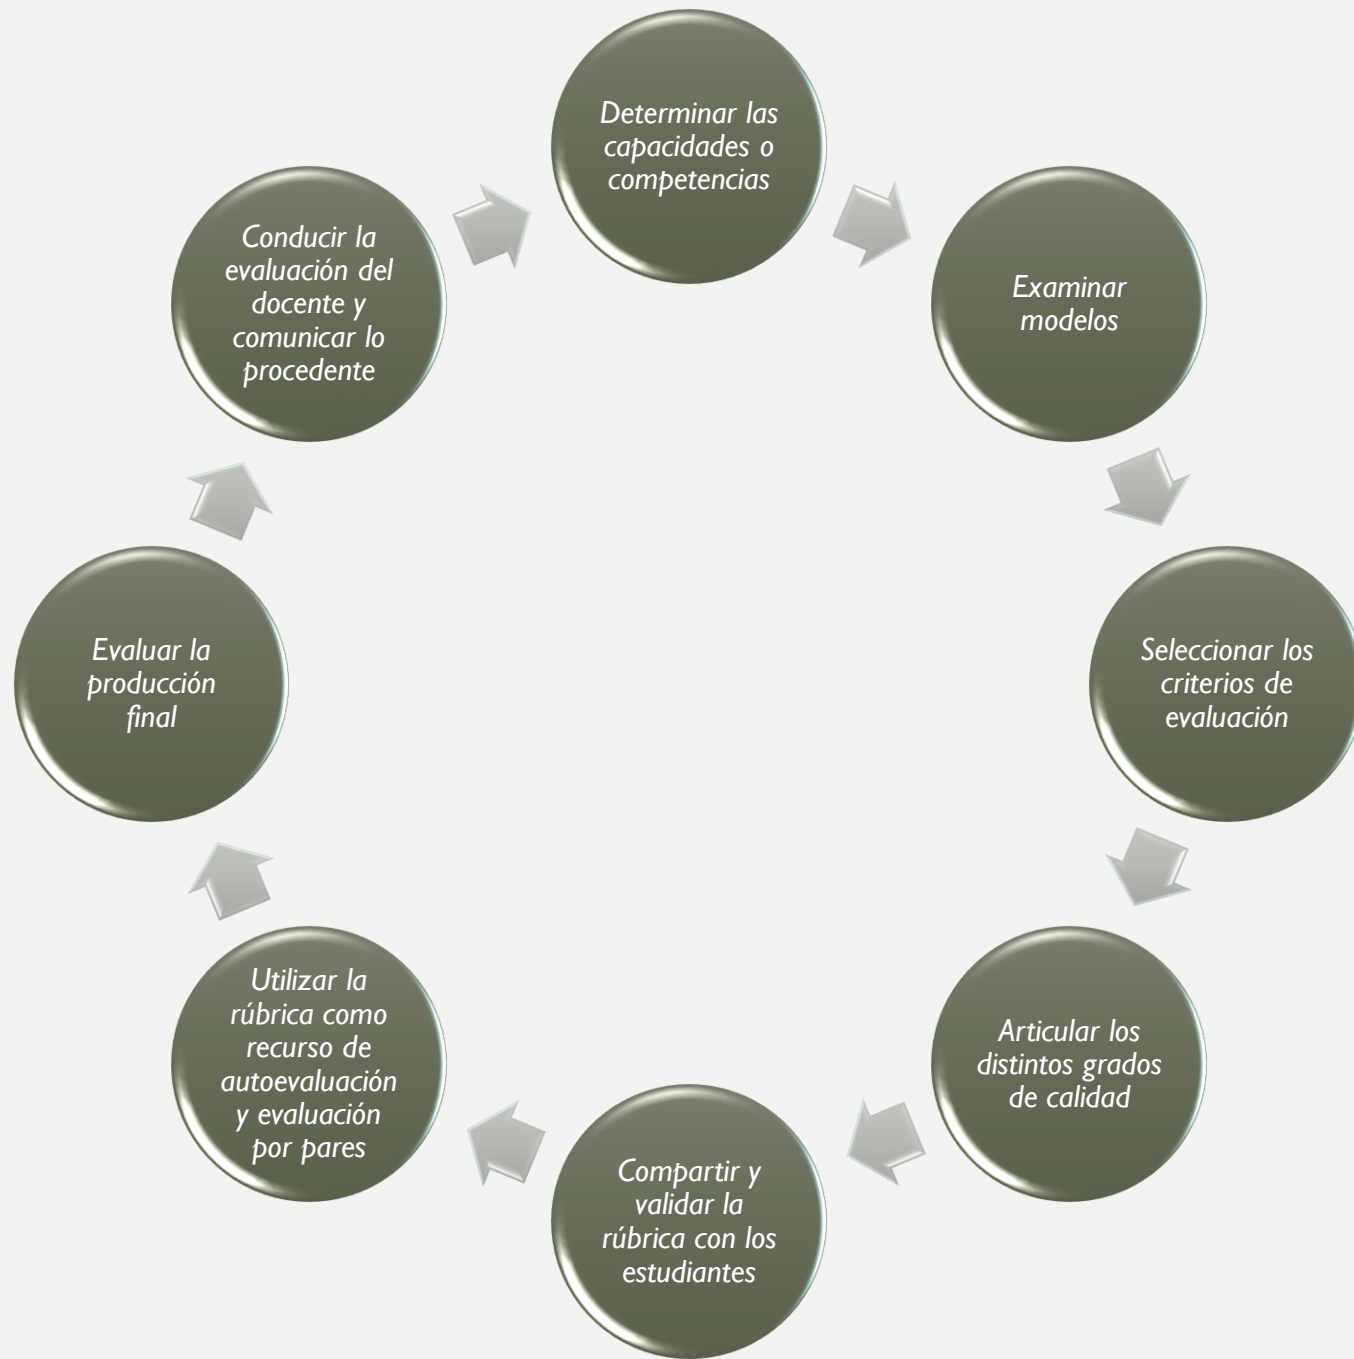 Determinar las
capacidades o
competencias
Examinar
modelos
Seleccionar los
criterios de
evaluación
Articular los
distintos grados
de calidad
Compartir y
validar la
rúbrica con los
estudiantes
Utilizar la
rúbrica como
recurso de
autoevaluación
y evaluación
por pares
Evaluar la
producción
final
Conducir la
evaluación del
docente y
comunicar lo
procedente